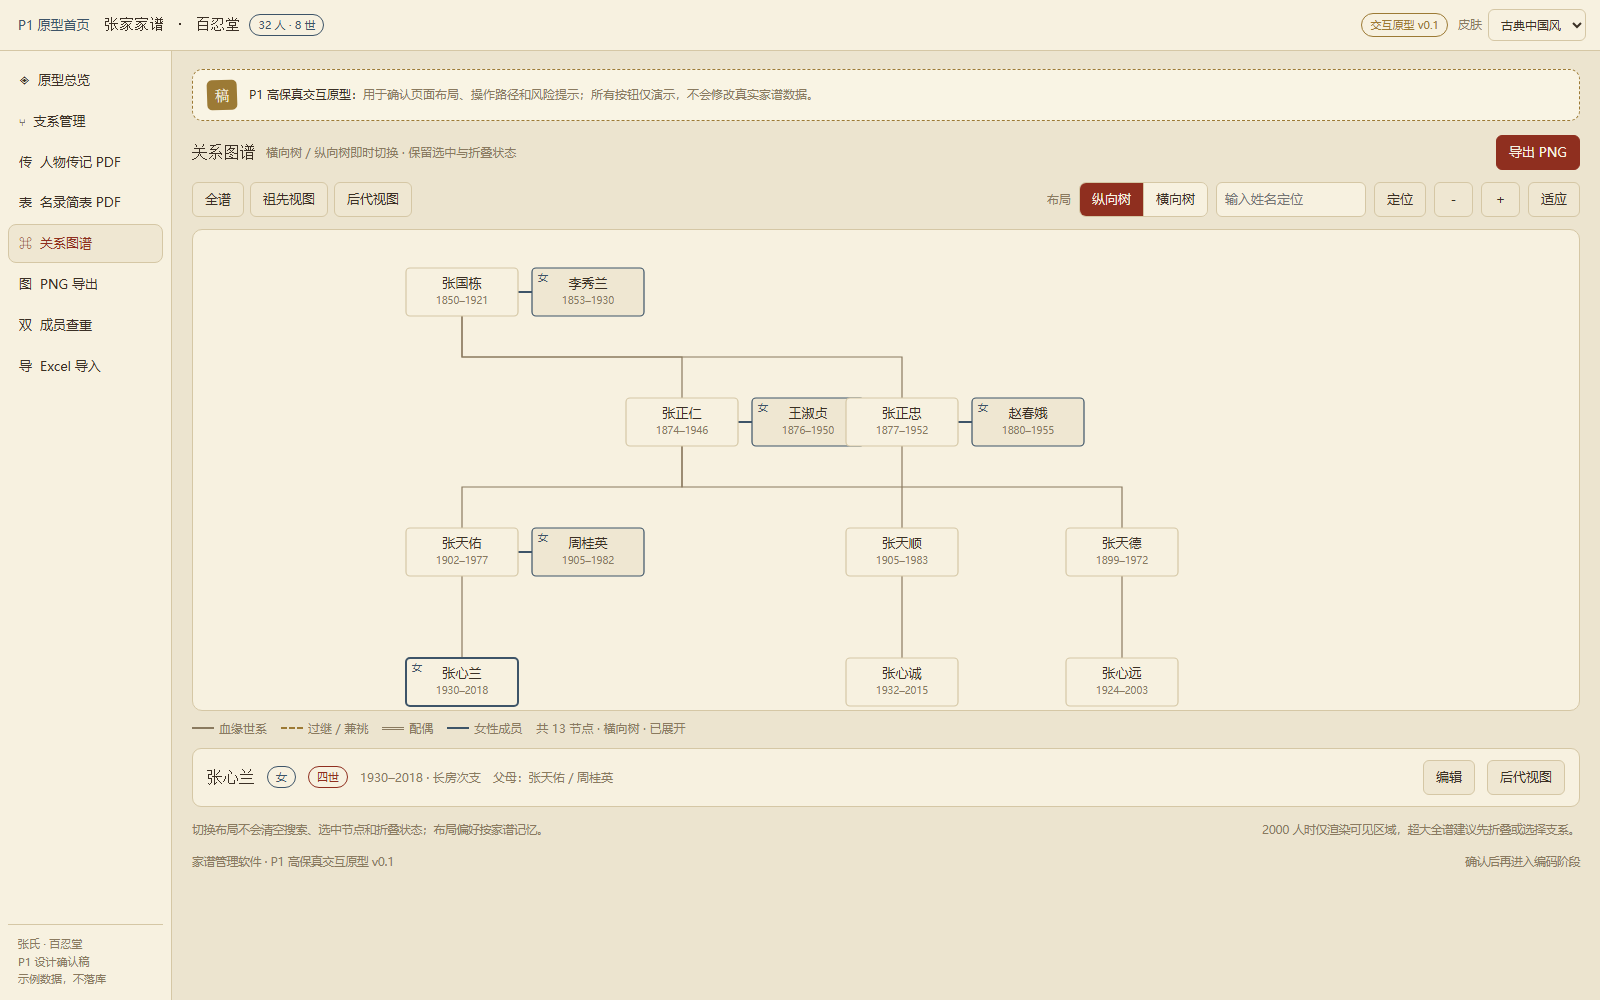 P1 原型首页 张家家谱 · 百忍堂 32 人 · 8 世 交互原型 v0.1 皮肤 古典中国风
◈ 原型总览
⑂ 支系管理
传 人物传记 PDF
表 名录简表 PDF
⌘ 关系图谱
图 PNG 导出
双 成员查重
导 Excel 导入
张氏 · 百忍堂
P1 设计确认稿
示例数据，不落库
稿 P1 高保真交互原型：用于确认页面布局、操作路径和风险提示；所有按钮仅演示，不会修改真实家谱数据。
关系图谱 横向树 / 纵向树即时切换 · 保留选中与折叠状态 导出 PNG
全谱 祖先视图 后代视图 布局 纵向树 横向树 输入姓名定位 定位 - + 适应
张国栋 女 李秀兰
1850–1921 1853–1930
张正仁 女 王淑贞 张正忠 女 赵春娥
1874–1946 1876–1950 1877–1952 1880–1955
张天佑 女 周桂英 张天顺 张天德
1902–1977 1905–1982 1905–1983 1899–1972
女 张心兰 张心诚 张心远
1930–2018 1932–2015 1924–2003
血缘世系 过继 / 兼祧 配偶 女性成员 共 13 节点 · 横向树 · 已展开
张心兰 女 四世 1930–2018 · 长房次支 父母：张天佑 / 周桂英 编辑 后代视图
切换布局不会清空搜索、选中节点和折叠状态；布局偏好按家谱记忆。 2000 人时仅渲染可见区域，超大全谱建议先折叠或选择支系。
家谱管理软件 · P1 高保真交互原型 v0.1 确认后再进入编码阶段